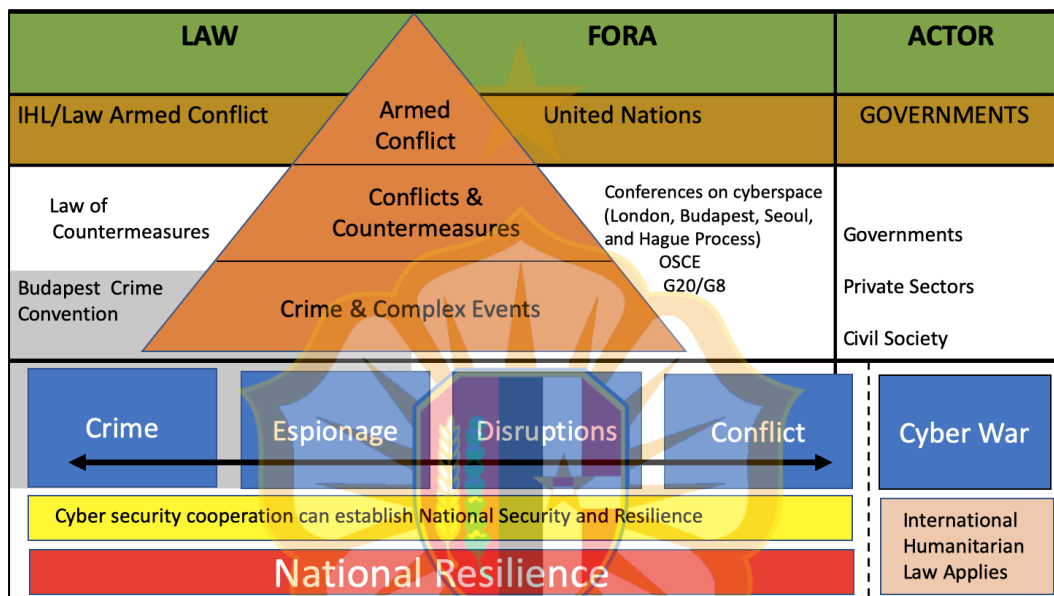 LAW
FORA
ACTOR
IHL/Law Armed Conflict
Armed
Conflict
United Nations
GOVERNMENTS
Law of
Countermeasures
Conflicts &
Countermeasures
Conferences on cyberspace
(London, Budapest, Seoul,
and Hague Process)
OSCE
G20/G8
Governments
Private Sectors
Civil Society
Budapest Crime
Convention
Crime & Complex Events
Crime
Espionage
Disruptions
Conflict
Cyber War
Cyber security cooperation can establish National Security and Resilience
National Resilience
International
Humanitarian
Law Applies